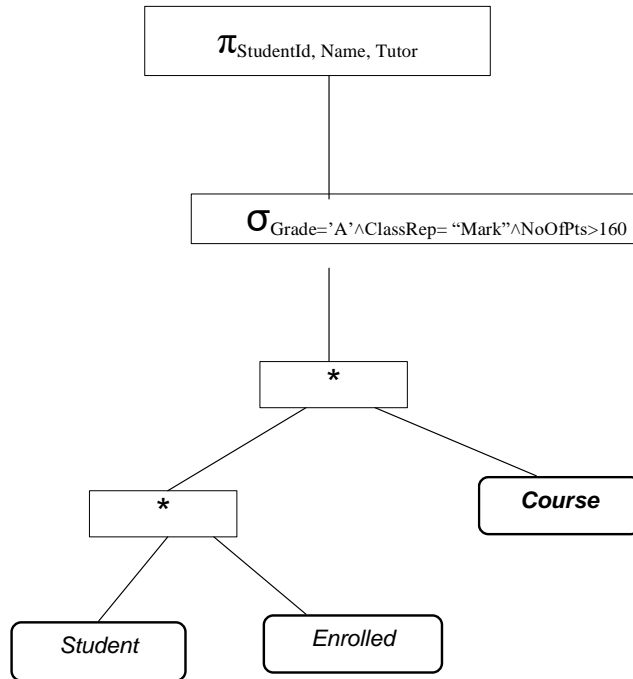 πStudentId, Name, Tutor
σGrade='A'^ClassRep= “Mark”^NoOfPts>160
*
*
Course
Student
Enrolled